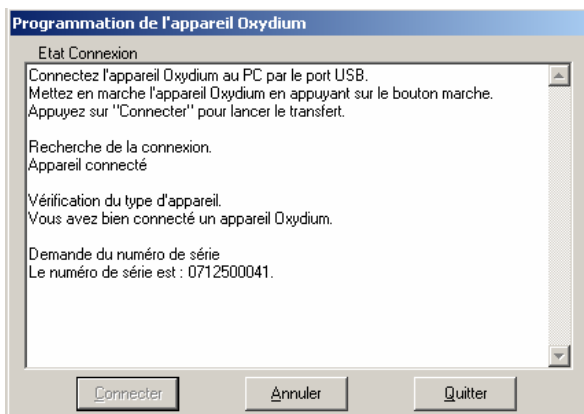 Programmation de l'appareil Oxydium
Etat Connexion
Connectez l'appareil Oxydium au PC par le port USB.
Mettez en marche l'appareil Oxydium en appuyant sur le bouton marche.
Appuyez sur "Connecter" pour lancer le transfert.
Recherche de la connexion.
Appareil connecté
Vérification du type d'appareil.
Vous avez bien connecté un appareil Oxydium.
Demande du numéro de série
Le numéro de série est : 0712500041.
Connecter Annuler Quitter